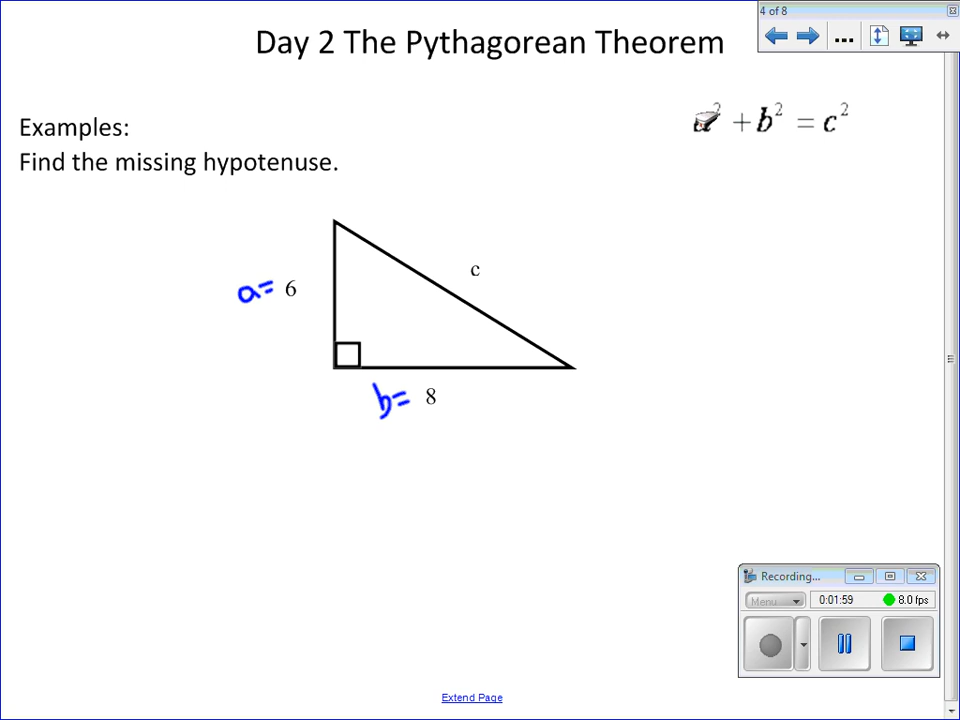 4 of 8
Day 2 The Pythagorean Theorem
a² + b² = c²
Examples:
Find the missing hypotenuse.
c
a= 6
b= 8
Recording...
Menu
0:01:59
8.0 fps
Extend Page